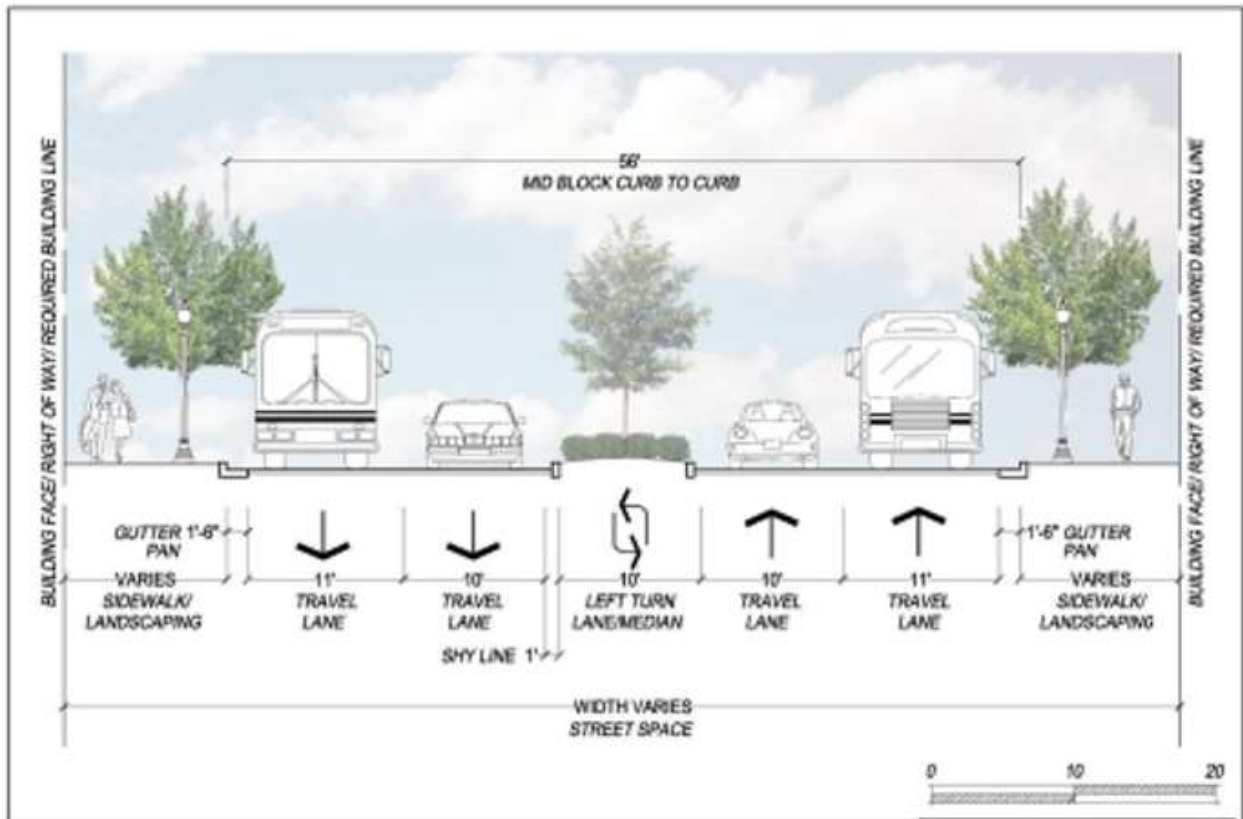 56'
MID BLOCK CURB TO CURB
BUILDING FACE/ RIGHT OF WAY/ REQUIRED BUILDING LINE
BUILDING FACE/ RIGHT OF WAY/ REQUIRED BUILDING LINE
GUTTER 1'-6"
PAN
1'-6" GUTTER
PAN
VARIES
SIDEWALK/
LANDSCAPING
11'
TRAVEL
LANE
10'
TRAVEL
LANE
10'
LEFT TURN
LANE/MEDIAN
10'
TRAVEL
LANE
11'
TRAVEL
LANE
VARIES
SIDEWALK/
LANDSCAPING
SHY LINE 1'
WIDTH VARIES
STREET SPACE
0 10 20